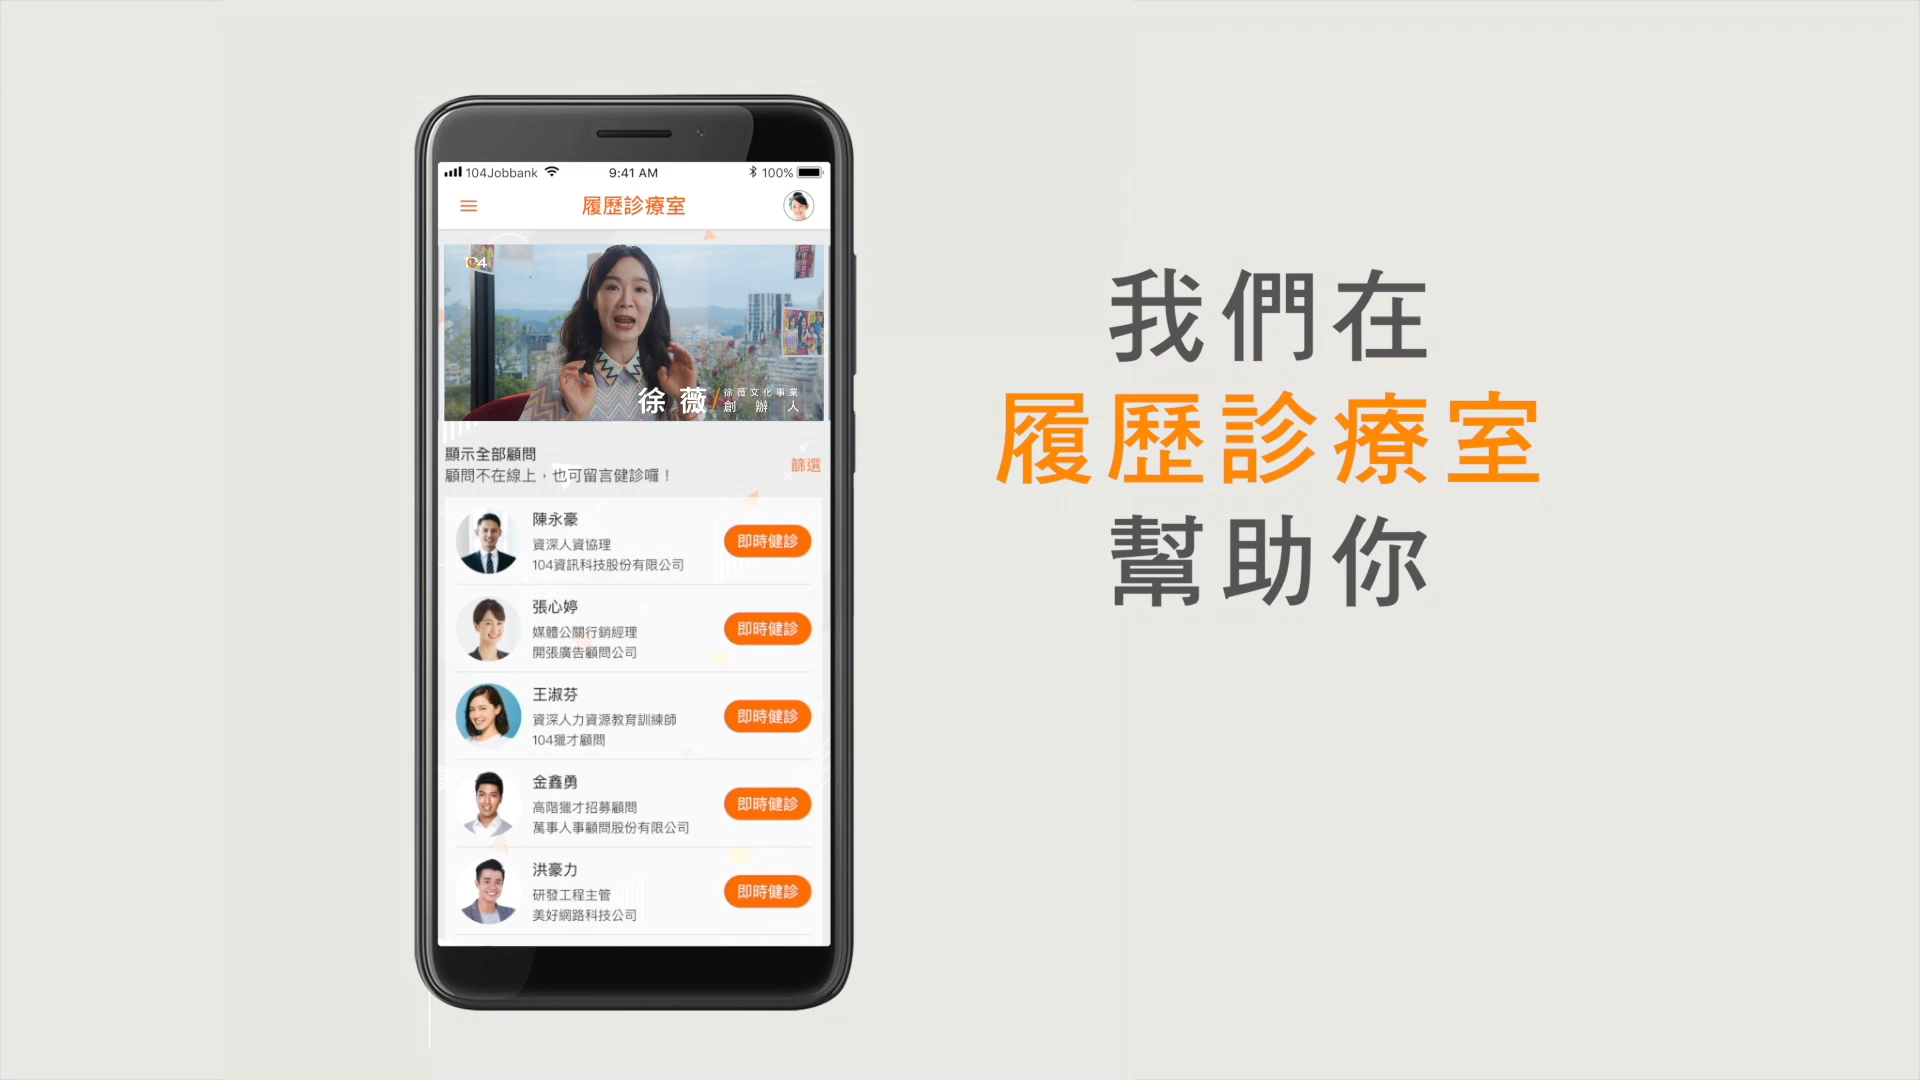 104Jobbank 9:41 AM 100%
履歷診療室
104
徐薇/徐薇文化事業
創辦人
顯示全部顧問
顧問不在線上，也可留言健診囉！
篩選
陳永豪
資深人資協理
104資訊科技股份有限公司
即時健診
張心婷
媒體公關行銷經理
開張廣告顧問公司
即時健診
王淑芬
資深人力資源教育訓練師
104獵才顧問
即時健診
金鑫勇
高階獵才招募顧問
萬事人事顧問股份有限公司
即時健診
洪豪力
研發工程主管
美好網路科技公司
即時健診
我們在
履歷診療室
幫助你